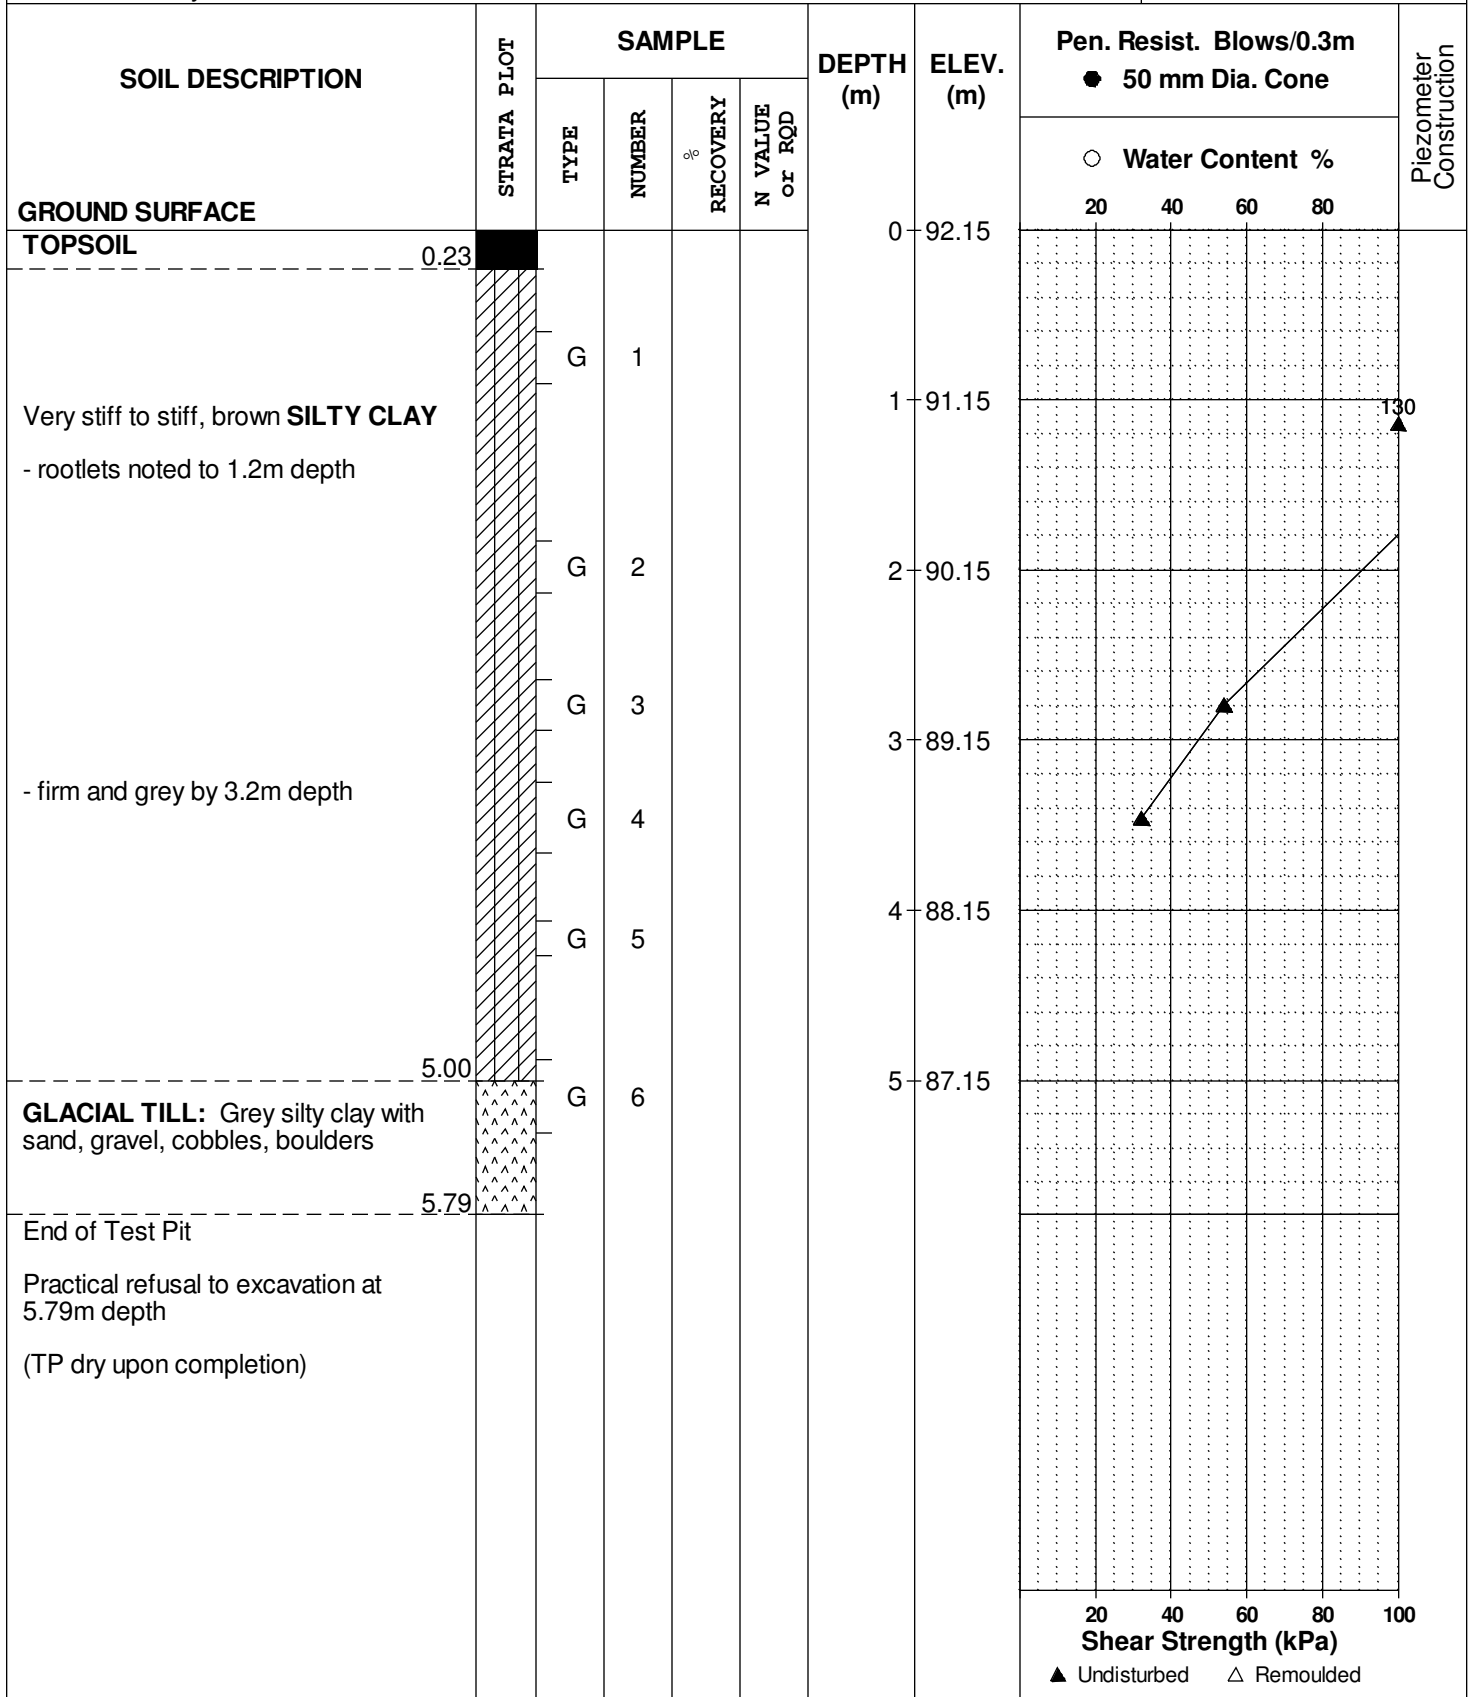 SOIL DESCRIPTION
GROUND SURFACE
STRATA PLOT
SAMPLE
TYPE
NUMBER
%
RECOVERY
N VALUE
or RQD
DEPTH
(m)
ELEV.
(m)
Pen. Resist. Blows/0.3m
● 50 mm Dia. Cone
○ Water Content %
20 40 60 80
Piezometer
Construction
TOPSOIL
0.23
0 92.15
G 1
1 91.15
130
Very stiff to stiff, brown SILTY CLAY
- rootlets noted to 1.2m depth
G 2
2 90.15
G 3
3 89.15
- firm and grey by 3.2m depth
G 4
4 88.15
G 5
5.00
5 87.15
G 6
GLACIAL TILL: Grey silty clay with
sand, gravel, cobbles, boulders
5.79
End of Test Pit
Practical refusal to excavation at
5.79m depth
(TP dry upon completion)
20 40 60 80 100
Shear Strength (kPa)
▲ Undisturbed △ Remoulded